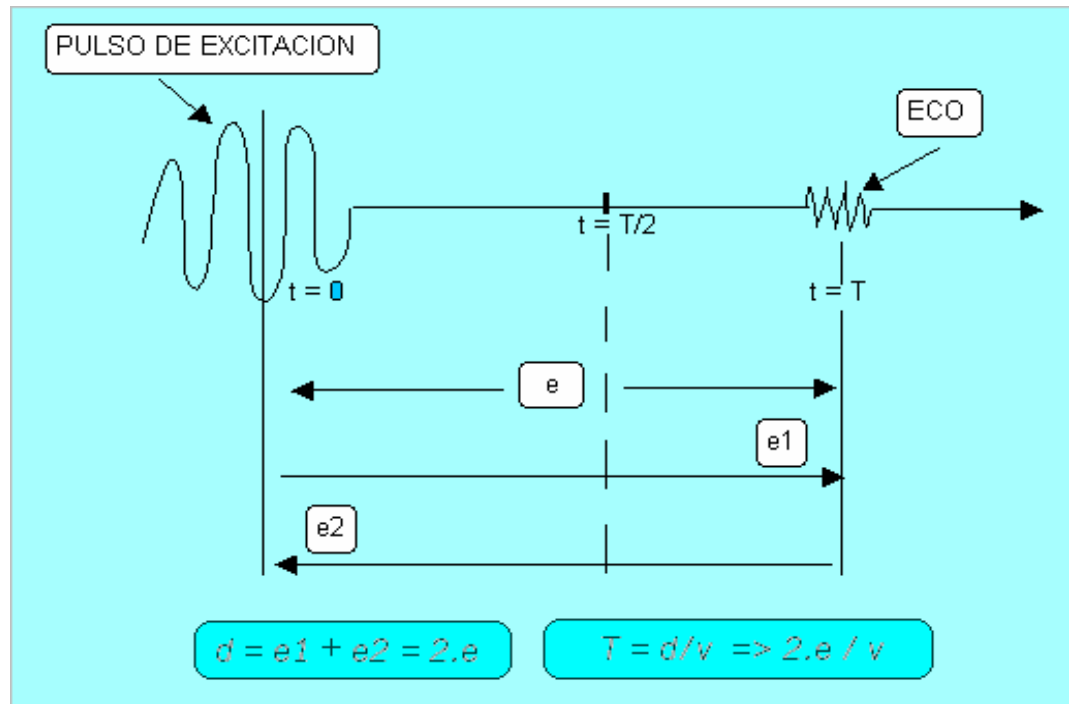 PULSO DE EXCITACION
ECO
t = T/2
t = 0
t = T
e
e1
e2
d = e1 + e2 = 2.e
T = d/v => 2.e / v